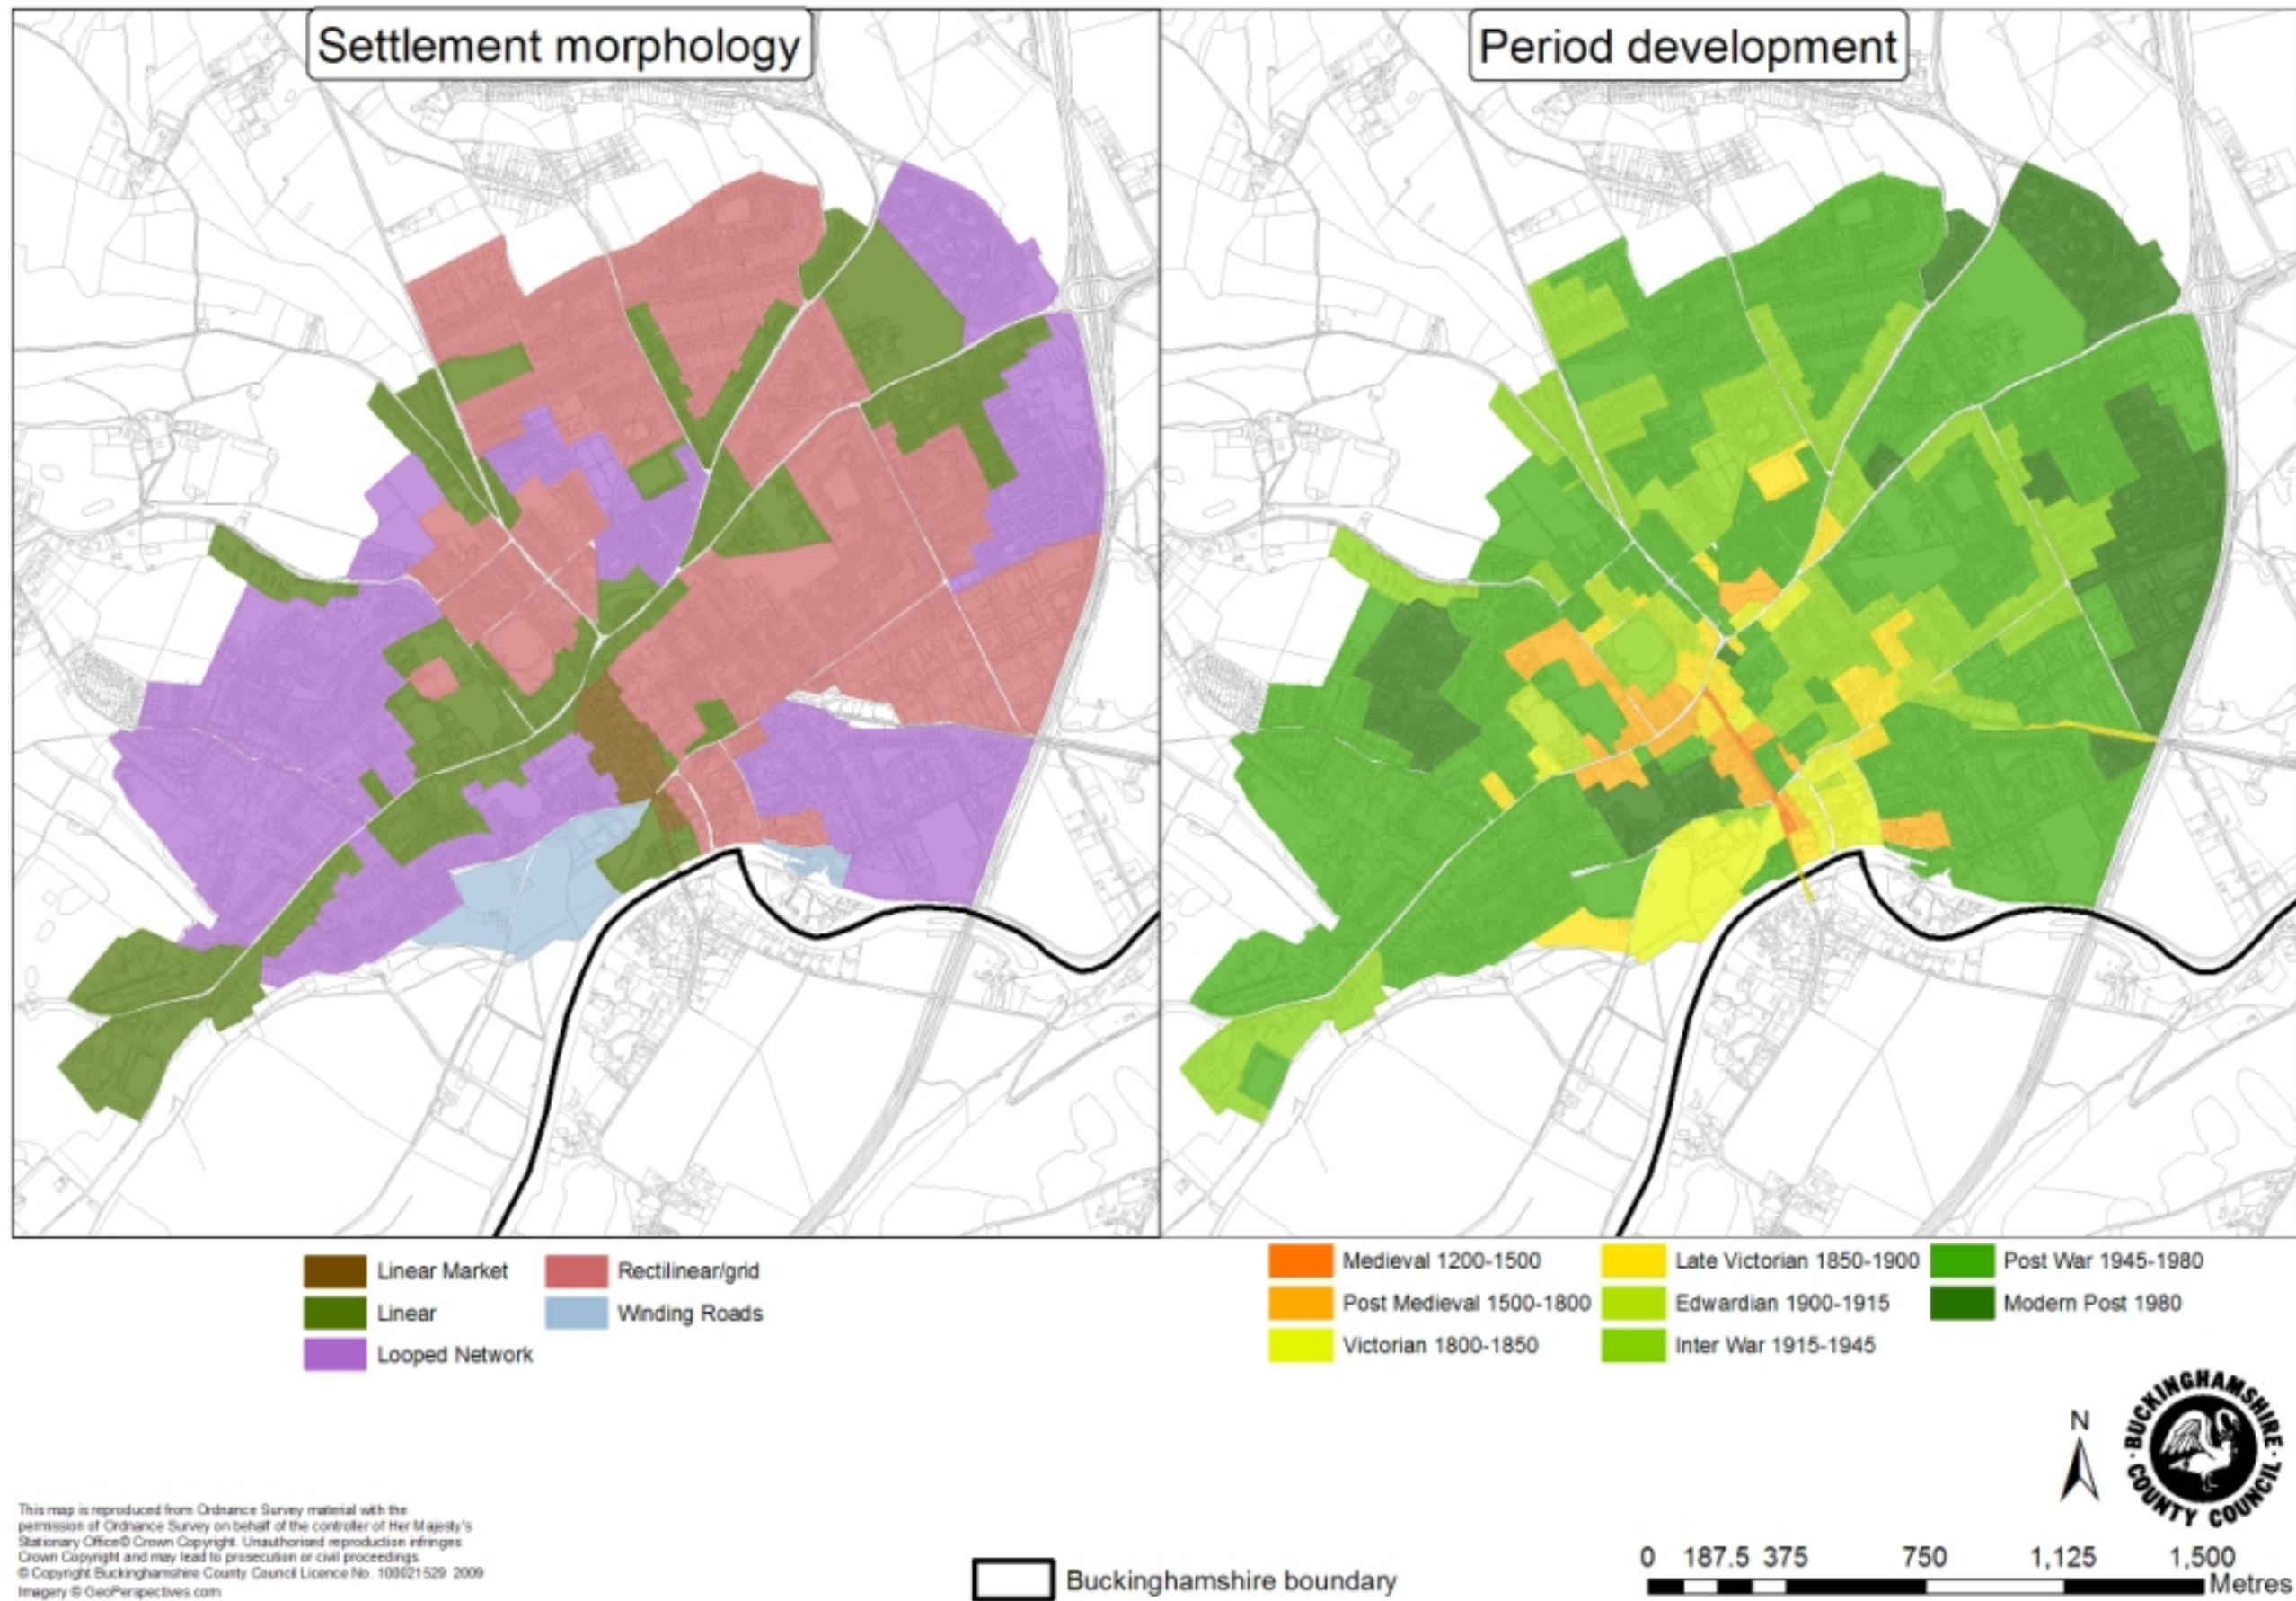 Settlement morphology
Period development
Linear Market
Linear
Looped Network
Rectilinear/grid
Winding Roads
Medieval 1200-1500
Post Medieval 1500-1800
Victorian 1800-1850
Late Victorian 1850-1900
Edwardian 1900-1915
Inter War 1915-1945
Post War 1945-1980
Modern Post 1980
N
BUCKINGHAMSHIRE
COUNTY COUNCIL
This map is reproduced from Ordnance Survey material with the
permission of Ordnance Survey on behalf of the controller of Her Majesty's
Stationary Office© Crown Copyright. Unauthorised reproduction infringes
Crown Copyright and may lead to prosecution or civil proceedings.
© Copyright Buckinghamshire County Council Licence No. 100021529 2009
Imagery © GeoPerspectives.com
Buckinghamshire boundary
0 187.5 375 750 1,125 1,500
Metres